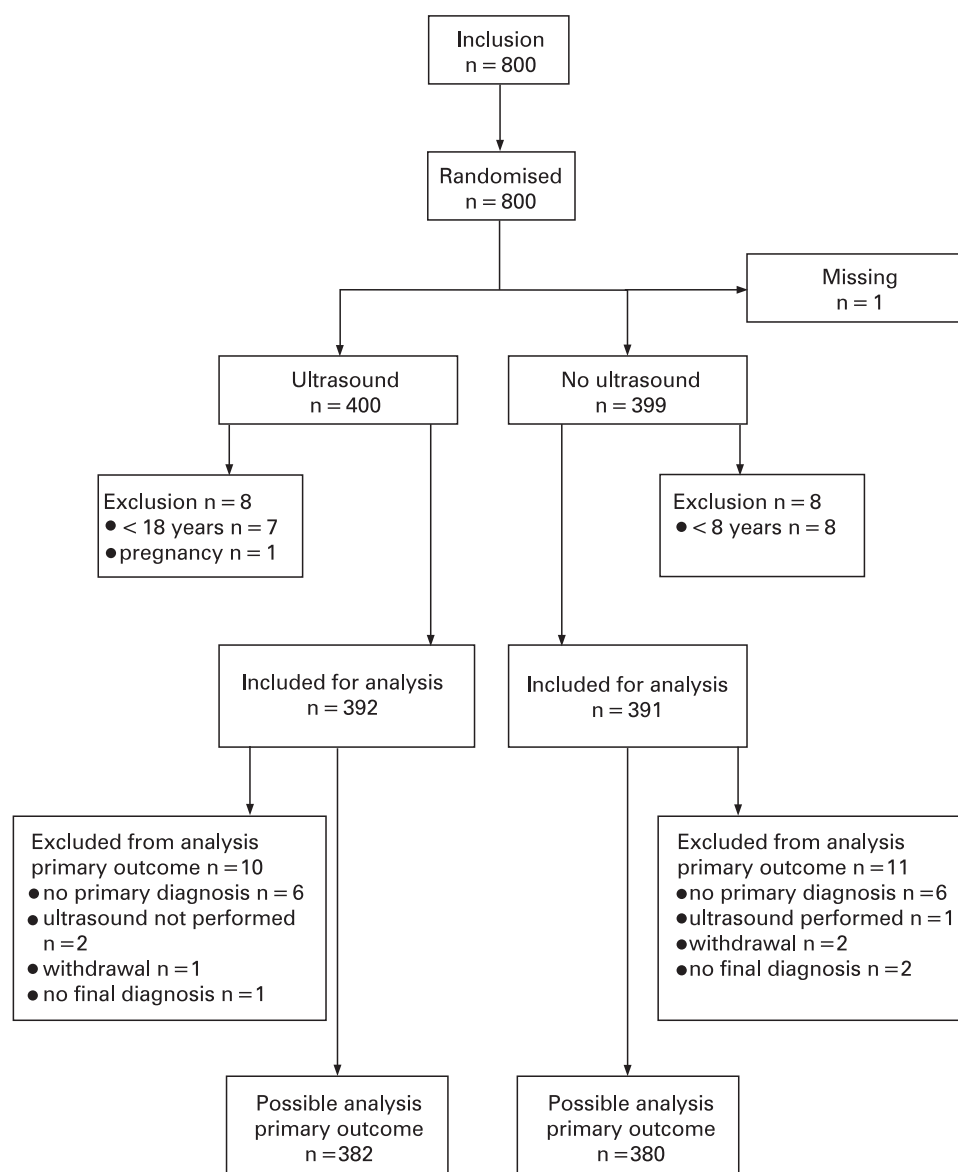 Inclusion
n = 800
Randomised
n = 800
Missing
n = 1
Ultrasound
n = 400
No ultrasound
n = 399
Exclusion n = 8
● < 18 years n = 7
● pregnancy n = 1
Exclusion n = 8
● < 8 years n = 8
Included for analysis
n = 392
Included for analysis
n = 391
Excluded from analysis
primary outcome n = 10
● no primary diagnosis n = 6
● ultrasound not performed
n = 2
● withdrawal n = 1
● no final diagnosis n = 1
Excluded from analysis
primary outcome n = 11
● no primary diagnosis n = 6
● ultrasound performed n = 1
● withdrawal n = 2
● no final diagnosis n = 2
Possible analysis
primary outcome
n = 382
Possible analysis
primary outcome
n = 380